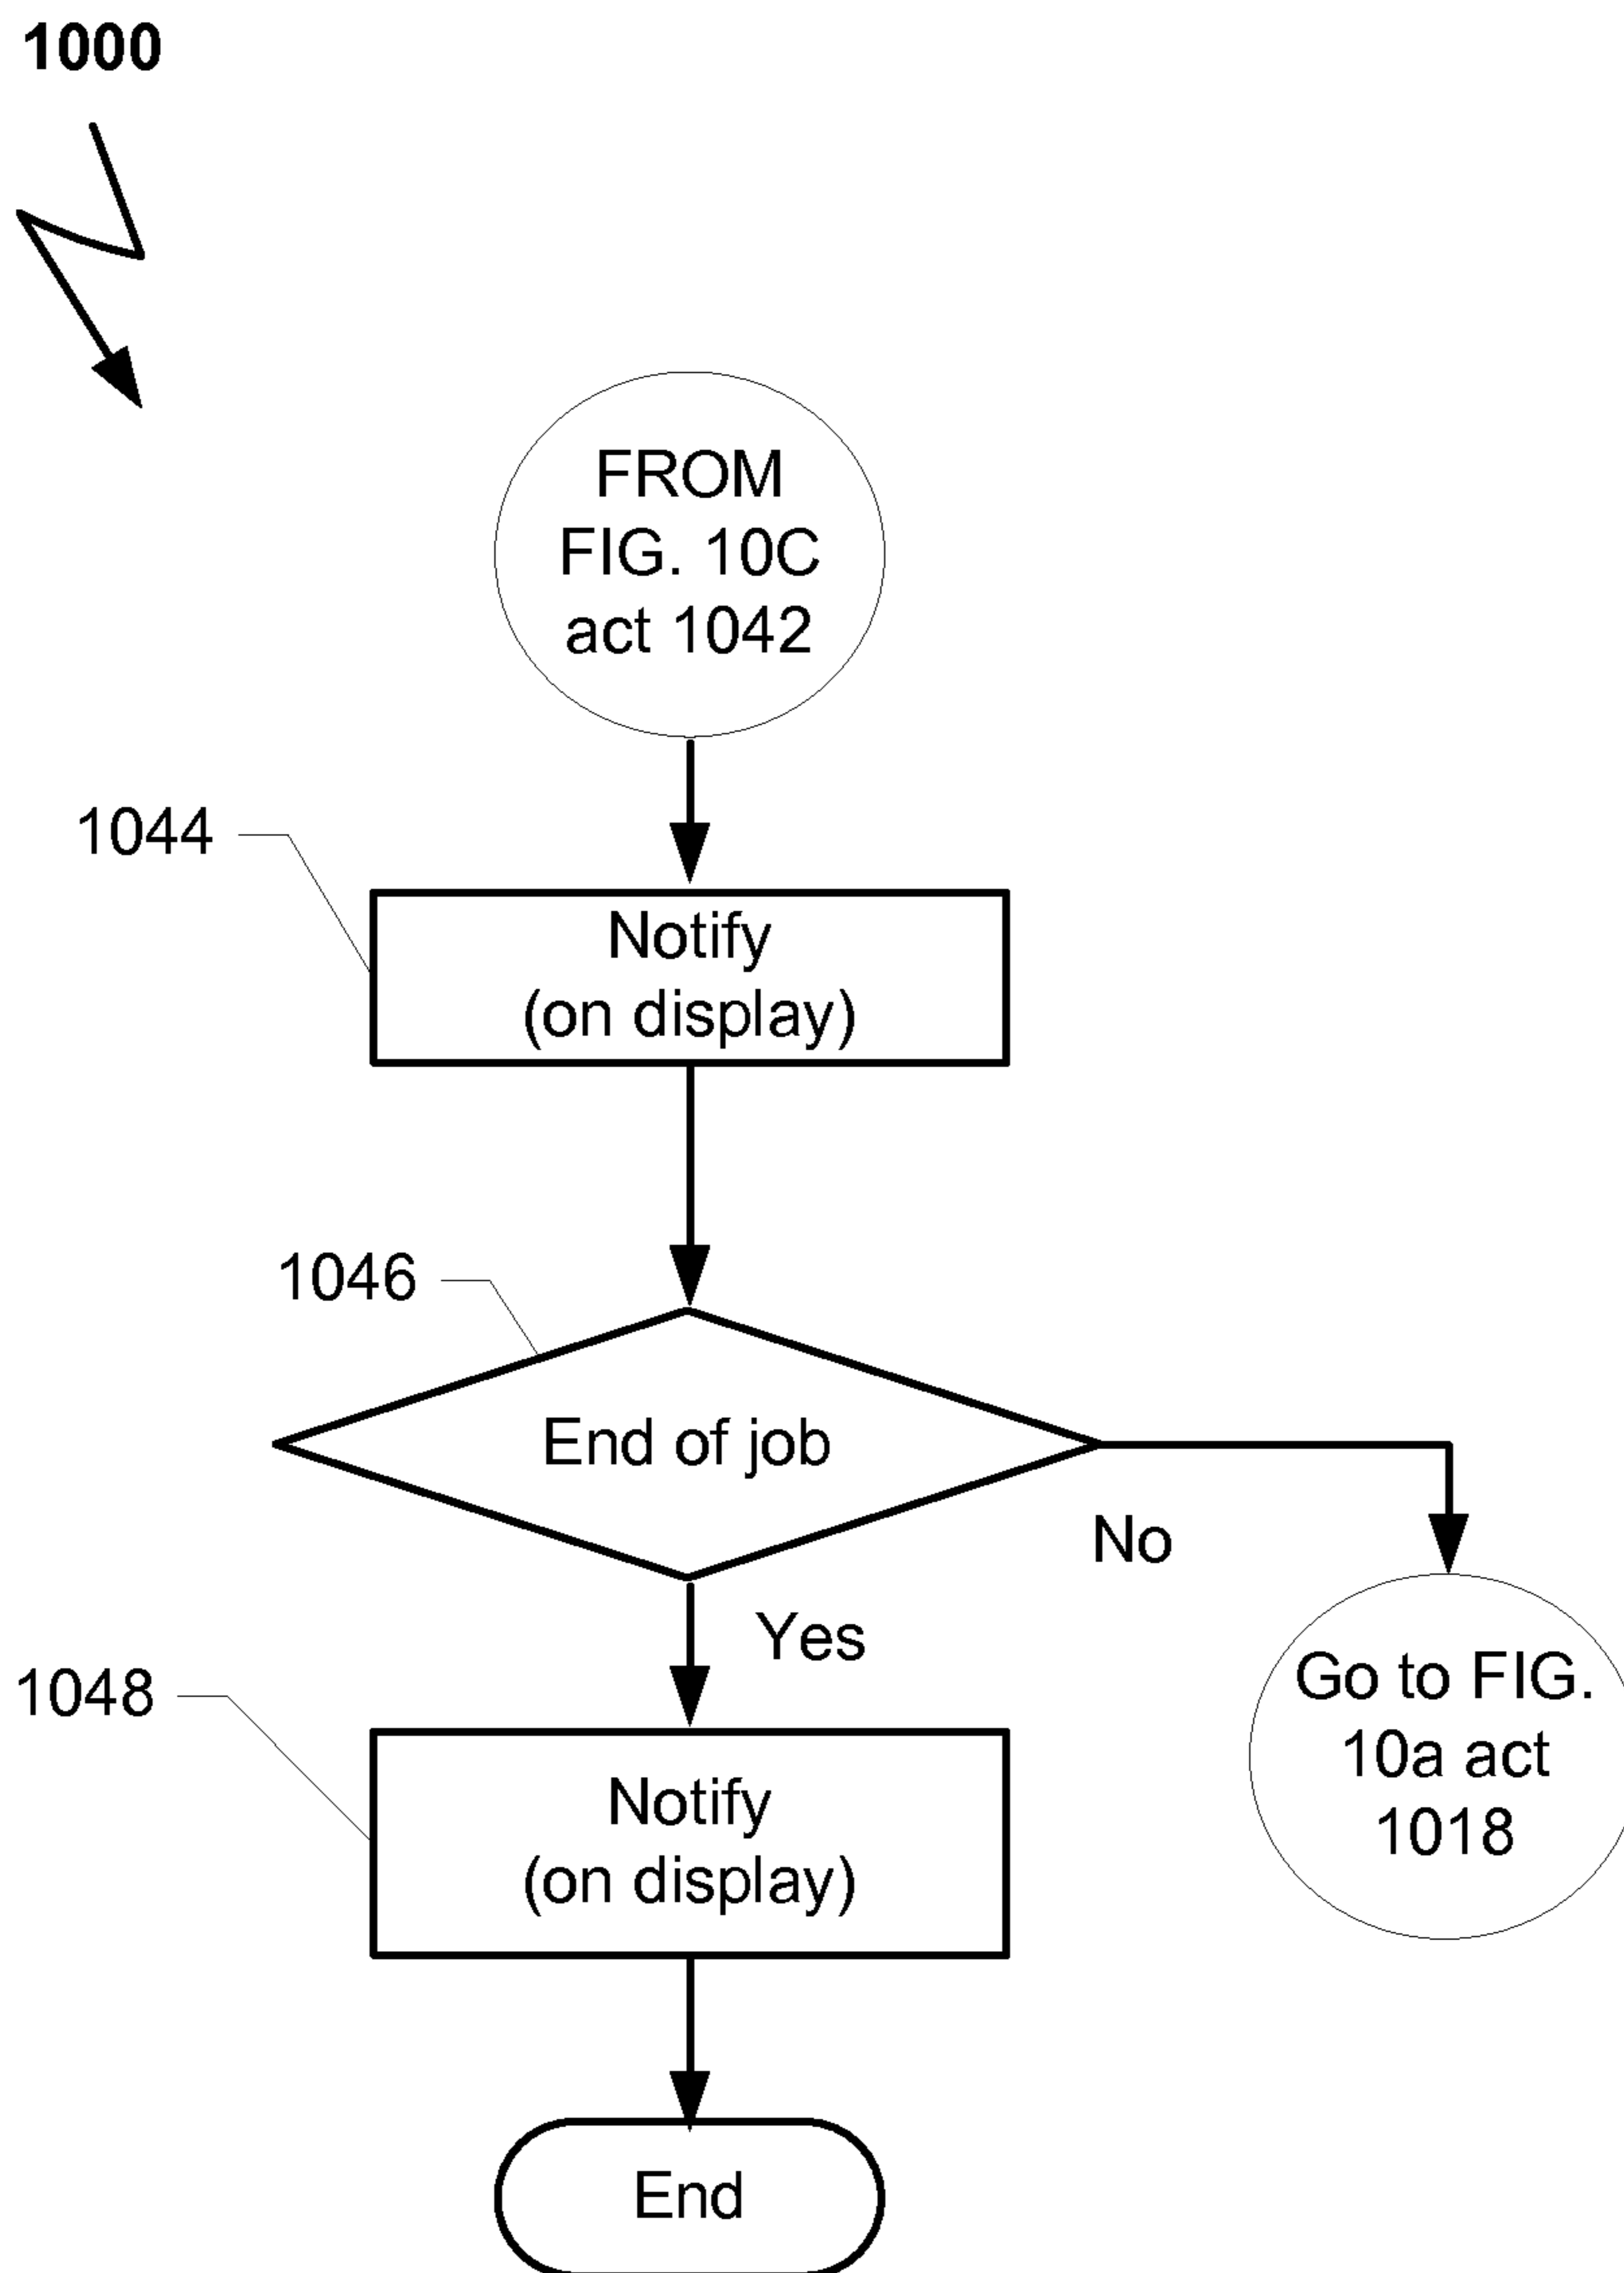 1000
FROM
FIG. 10C
act 1042
1044
Notify
(on display)
1046
End of job
No
Yes
Go to FIG.
10a act
1018
1048
Notify
(on display)
End